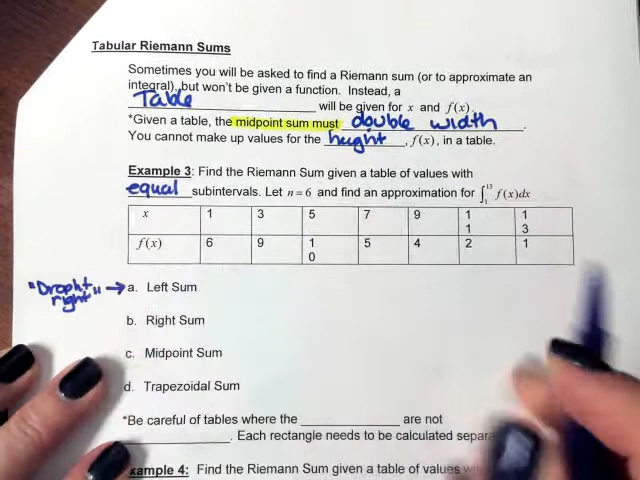 Tabular Riemann Sums
Sometimes you will be asked to find a Riemann sum (or to approximate an
integral), but won't be given a function. Instead, a
Table will be given for x and f(x).
*Given a table, the midpoint sum must double width.
You cannot make up values for the height, f(x), in a table.
Example 3: Find the Riemann Sum given a table of values with
equal subintervals. Let n = 6 and find an approximation for ∫₁¹³ f(x)dx
x 1 3 5 7 9 11 13
f(x) 6 9 10 5 4 2 1
right" → a. Left Sum
b. Right Sum
c. Midpoint Sum
d. Trapezoidal Sum
*Be careful of tables where the ____________ are not
____________. Each rectangle needs to be calculated
Example 4: Find the Riemann Sum given a table of values